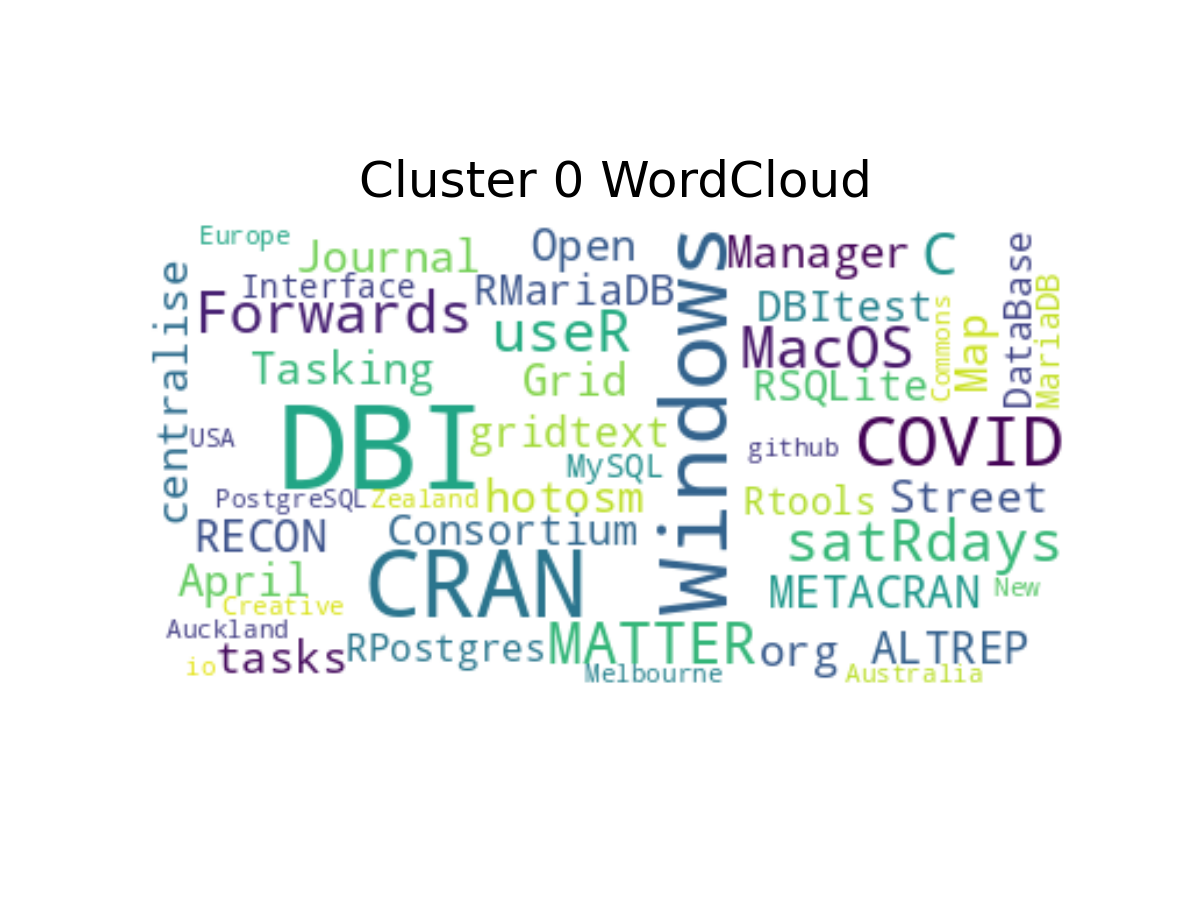 Cluster 0 WordCloud
Europe
Journal
Open
Windows
Manager
C
DataBase
centralise
Interface
Forwards
RMariaDB
useR
DBItest
MacOS
Commons
Map
MariaDB
Tasking
Grid
RSQLite
DBI
gridtext
USA
MySQL
github
COVID
PostgreSQL
Zealand
hotosm
Rtools
Street
RECON
Consortium
satRdays
April
CRAN
METACRAN
New
Creative
Auckland
io
tasks
RPostgres
MATTER
org
ALTREP
Melbourne
Australia